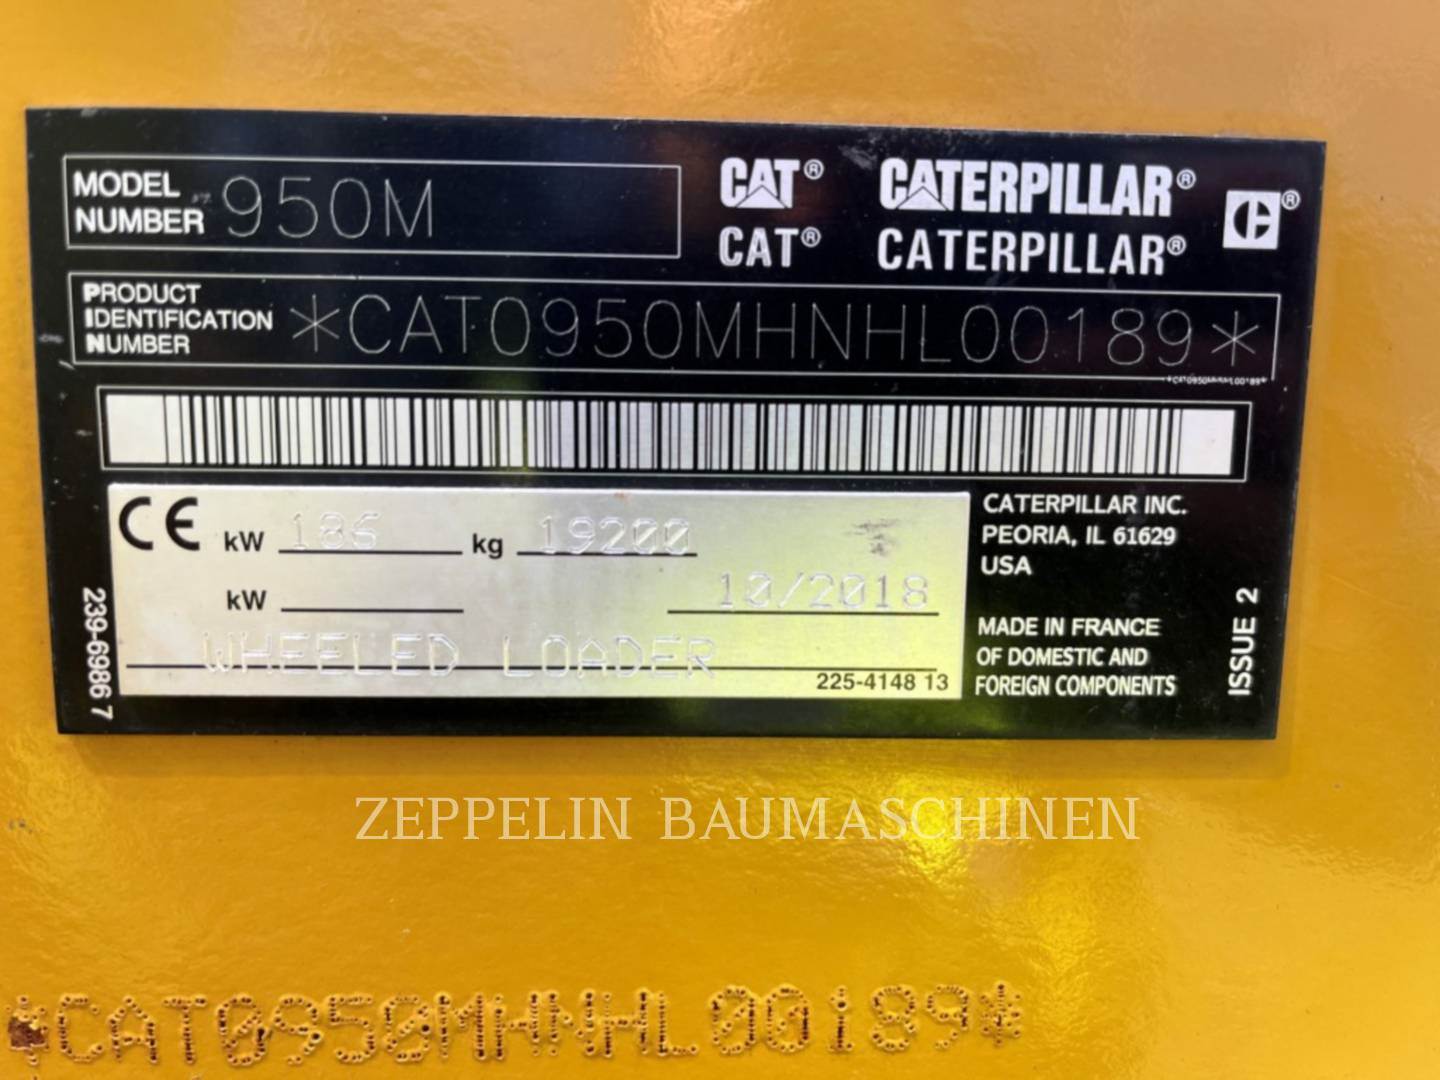 MODEL NUMBER 950M
CAT® CATERPILLAR®
CAT® CATERPILLAR®
PRODUCT IDENTIFICATION NUMBER *CAT0950MHNHL00189*
*CAT0950MHNHL00189*
CE kW 186 kg 19200
kW 10/2018
WHEELED LOADER
225-4148 13
239-6986 7
CATERPILLAR INC.
PEORIA, IL 61629
USA
MADE IN FRANCE
OF DOMESTIC AND
FOREIGN COMPONENTS
ISSUE 2
ZEPPELIN BAUMASCHINEN
*CAT0950MHNHL00189*